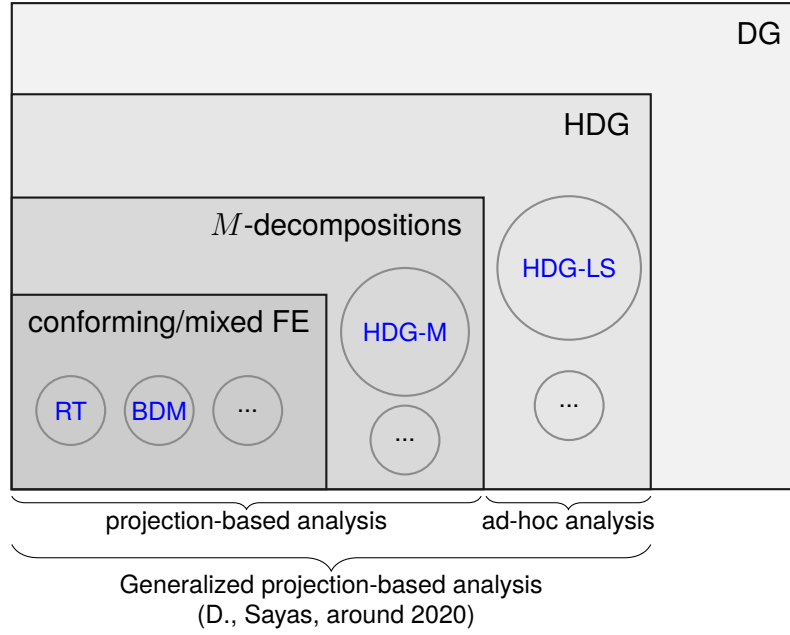 DG
HDG
M-decompositions
HDG-LS
conforming/mixed FE
HDG-M
RT
BDM
...
...
...
projection-based analysis
ad-hoc analysis
Generalized projection-based analysis
(D., Sayas, around 2020)